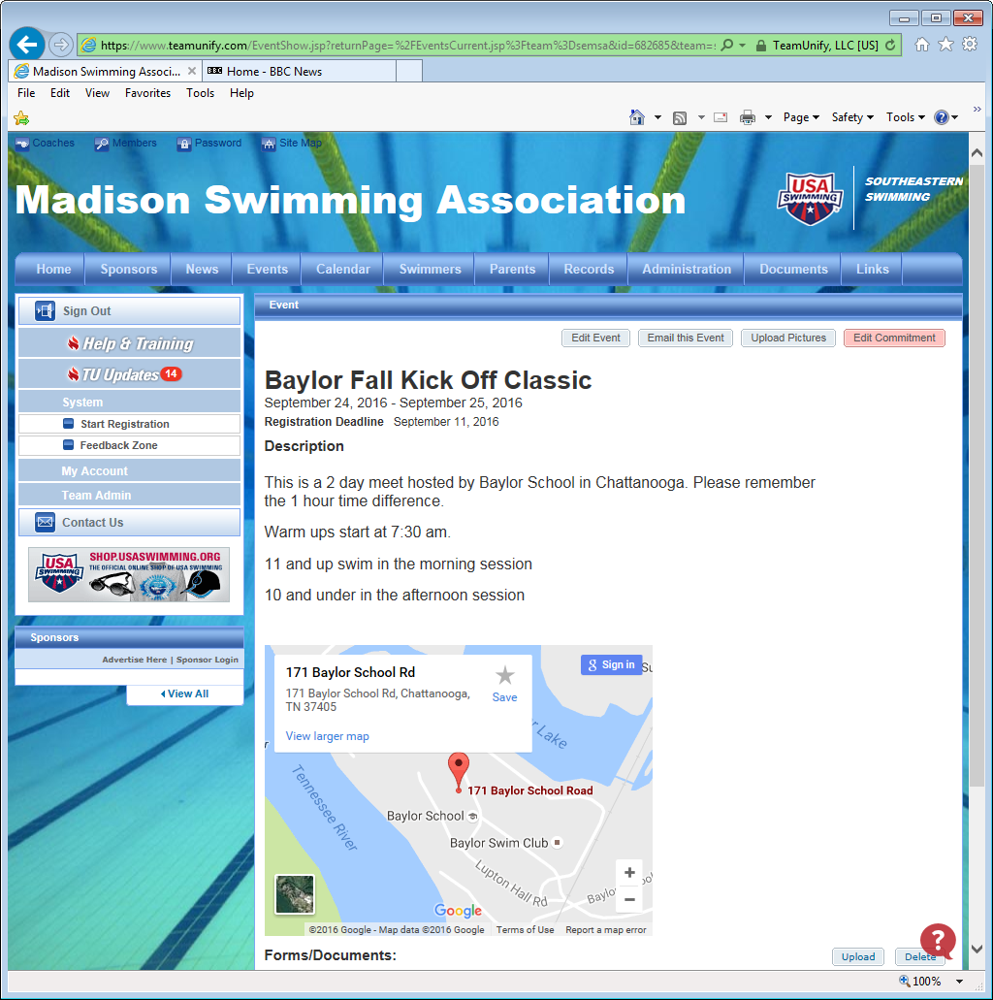 https://www.teamunify.com/EventShow.jsp?returnPage=%2FEventsCurrent.jsp%3Fteam%3Dsemsa&id=682685&team=s
TeamUnify, LLC [US]
Madison Swimming Associ...
BBC Home - BBC News
File Edit View Favorites Tools Help
Page Safety Tools
Coaches Members Password Site Map
Madison Swimming Association
USA SWIMMING
SOUTHEASTERN
SWIMMING
Home Sponsors News Events Calendar Swimmers Parents Records Administration Documents Links
Sign Out
Help & Training
TU Updates 14
System
Start Registration
Feedback Zone
My Account
Team Admin
Contact Us
USA SWIMMING
SHOP.USASWIMMING.ORG
THE OFFICIAL ONLINE SHOP OF USA SWIMMING
Sponsors
Advertise Here | Sponsor Login
View All
Event
Edit Event Email this Event Upload Pictures Edit Commitment
Baylor Fall Kick Off Classic
September 24, 2016 - September 25, 2016
Registration Deadline September 11, 2016
Description
This is a 2 day meet hosted by Baylor School in Chattanooga. Please remember
the 1 hour time difference.
Warm ups start at 7:30 am.
11 and up swim in the morning session
10 and under in the afternoon session
171 Baylor School Rd
171 Baylor School Rd, Chattanooga,
TN 37405
Save
View larger map
Sign in
Su
r Lake
Tennessee River
171 Baylor School Road
Baylor School
Baylor Swim Club
Lupton Hall Rd
Baylo
ool
+
−
Google
©2016 Google - Map data ©2016 Google Terms of Use Report a map error
Forms/Documents:
Upload Delete
?
100%